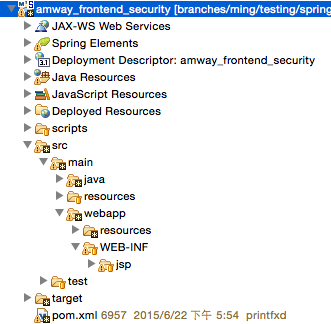 amway_frontend_security [branches/ming/testing/spring
JAX-WS Web Services
Spring Elements
Deployment Descriptor: amway_frontend_security
Java Resources
JavaScript Resources
Deployed Resources
scripts
src
main
java
resources
webapp
resources
WEB-INF
jsp
test
target
pom.xml 6957 2015/6/22 下午 5:54 printfxd